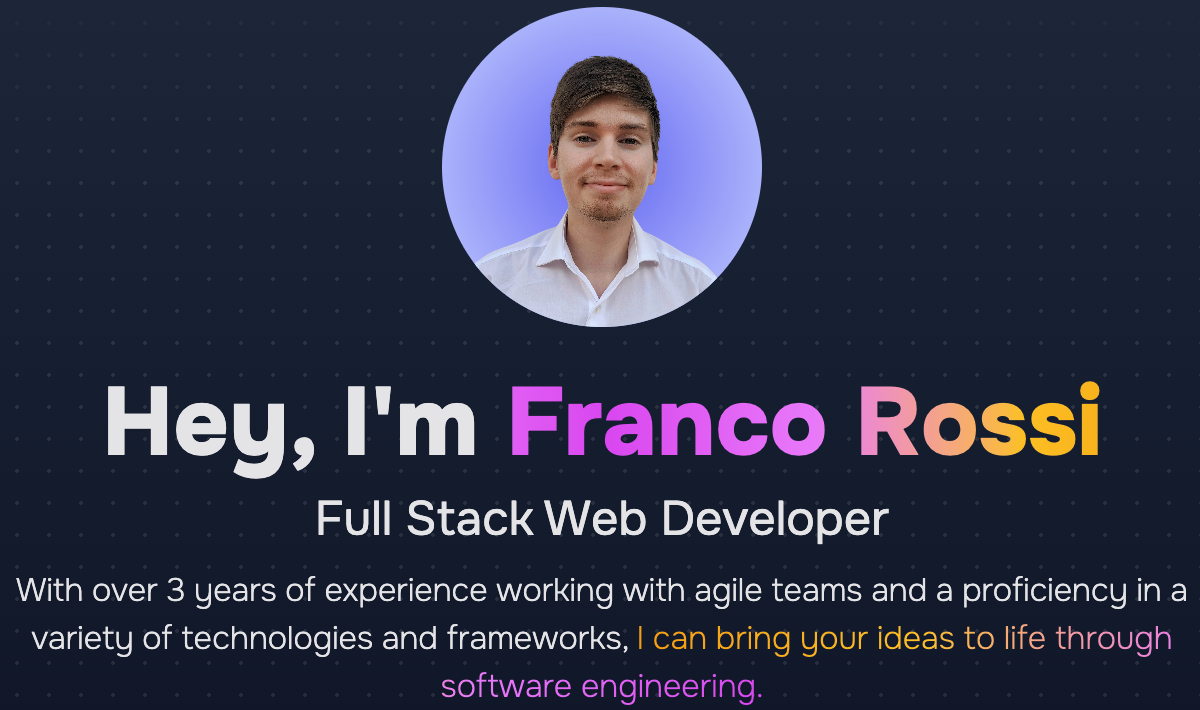 Hey, I'm Franco Rossi
Full Stack Web Developer
With over 3 years of experience working with agile teams and a proficiency in a
variety of technologies and frameworks, I can bring your ideas to life through
software engineering.